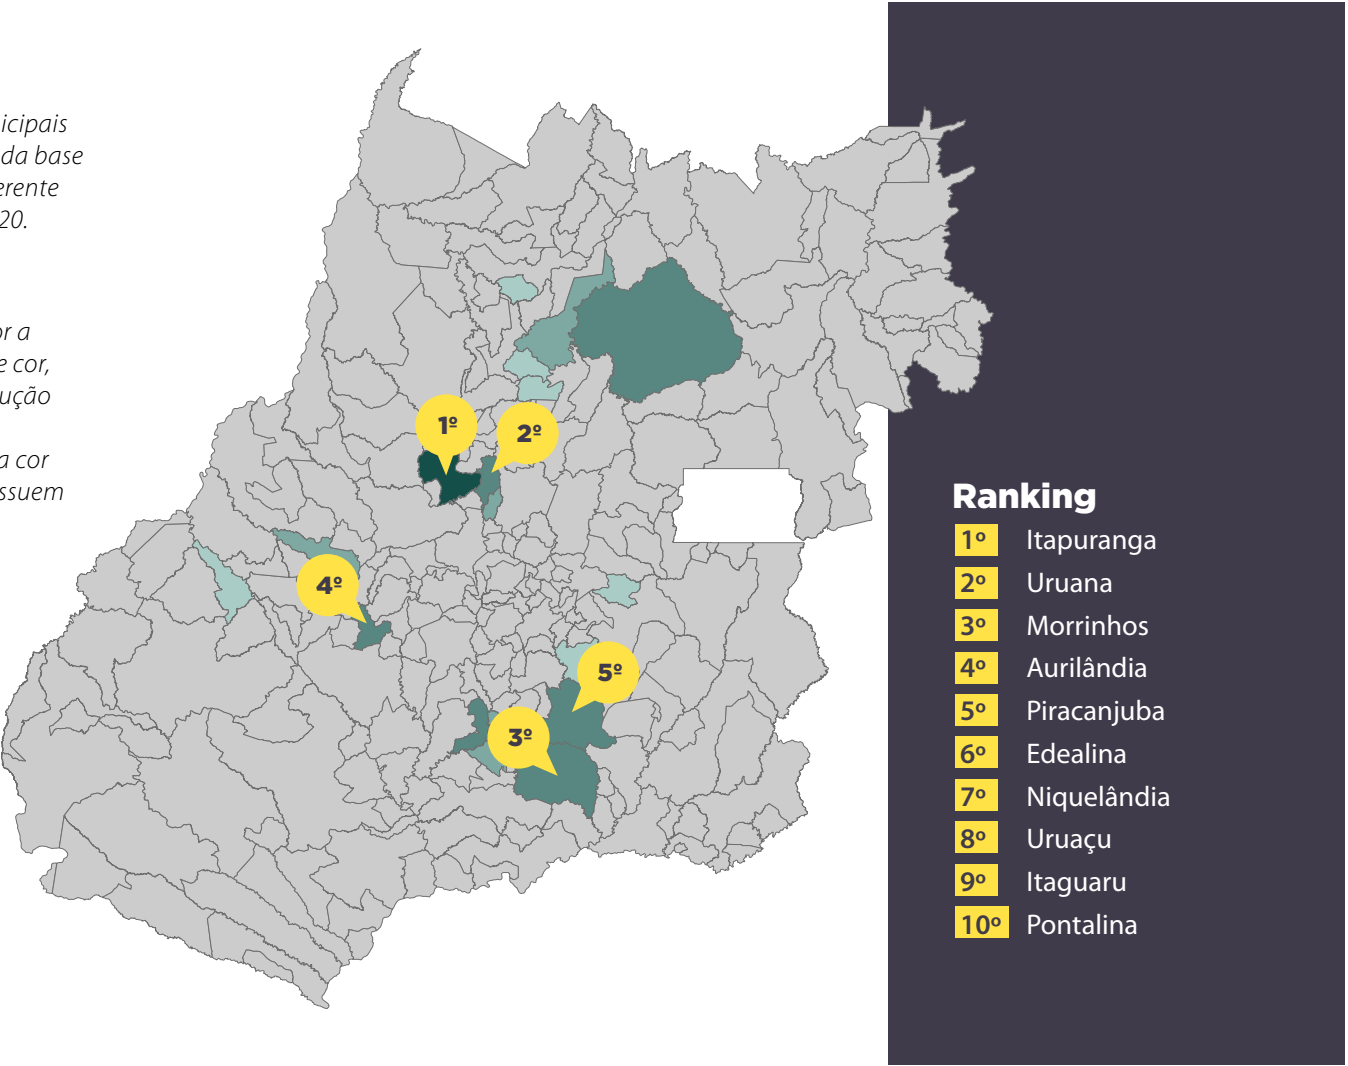 icipais
da base
erente
20.
or a
e cor,
ução
a cor
ssuem
1º
2º
4º
5º
3º
Ranking
1º Itapuranga
2º Uruana
3º Morrinhos
4º Aurilândia
5º Piracanjuba
6º Edealina
7º Niquelândia
8º Uruaçu
9º Itaguaru
10º Pontalina